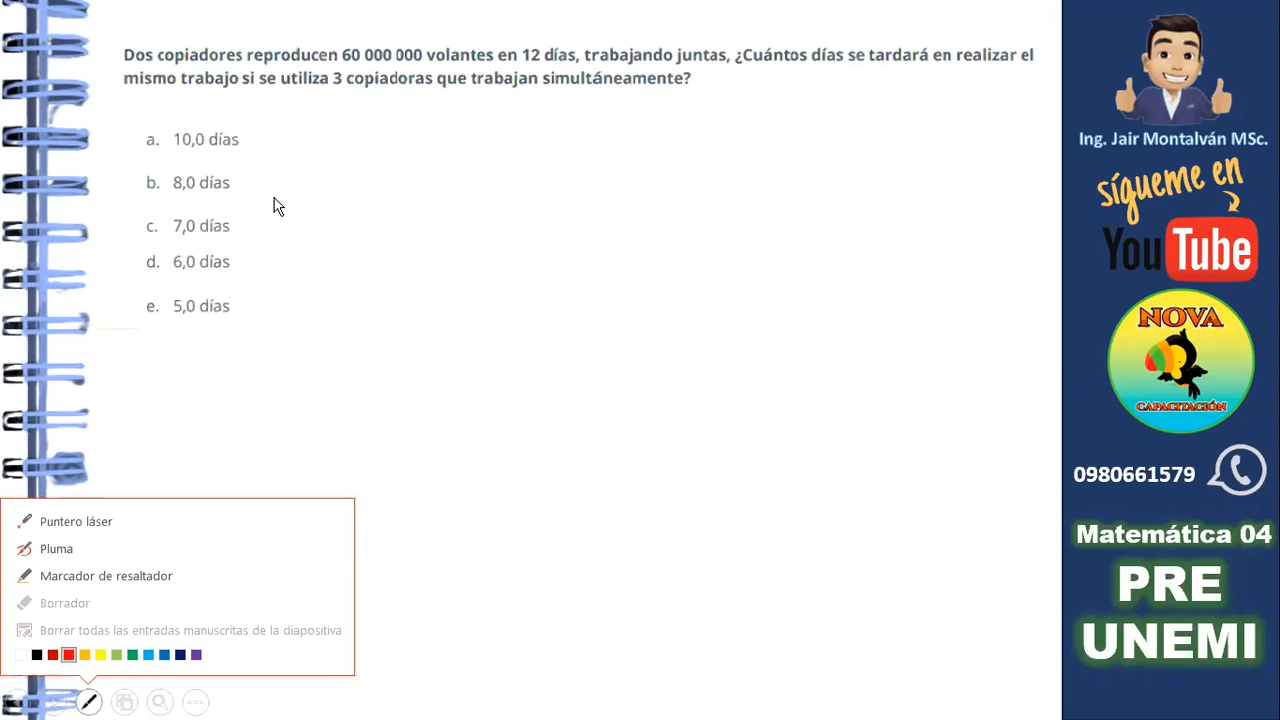 Dos copiadores reproducen 60 000 000 volantes en 12 días, trabajando juntas, ¿Cuántos días se tardará en realizar el
mismo trabajo si se utiliza 3 copiadoras que trabajan simultáneamente?
a. 10,0 días
b. 8,0 días
c. 7,0 días
d. 6,0 días
e. 5,0 días
Puntero láser
Pluma
Marcador de resaltador
Borrador
Borrar todas las entradas manuscritas de la diapositiva
Ing. Jair Montalván MSc.
sígueme en
YouTube
NOVA
CAPACITACIÓN
0980661579
Matemática 04
PRE
UNEMI